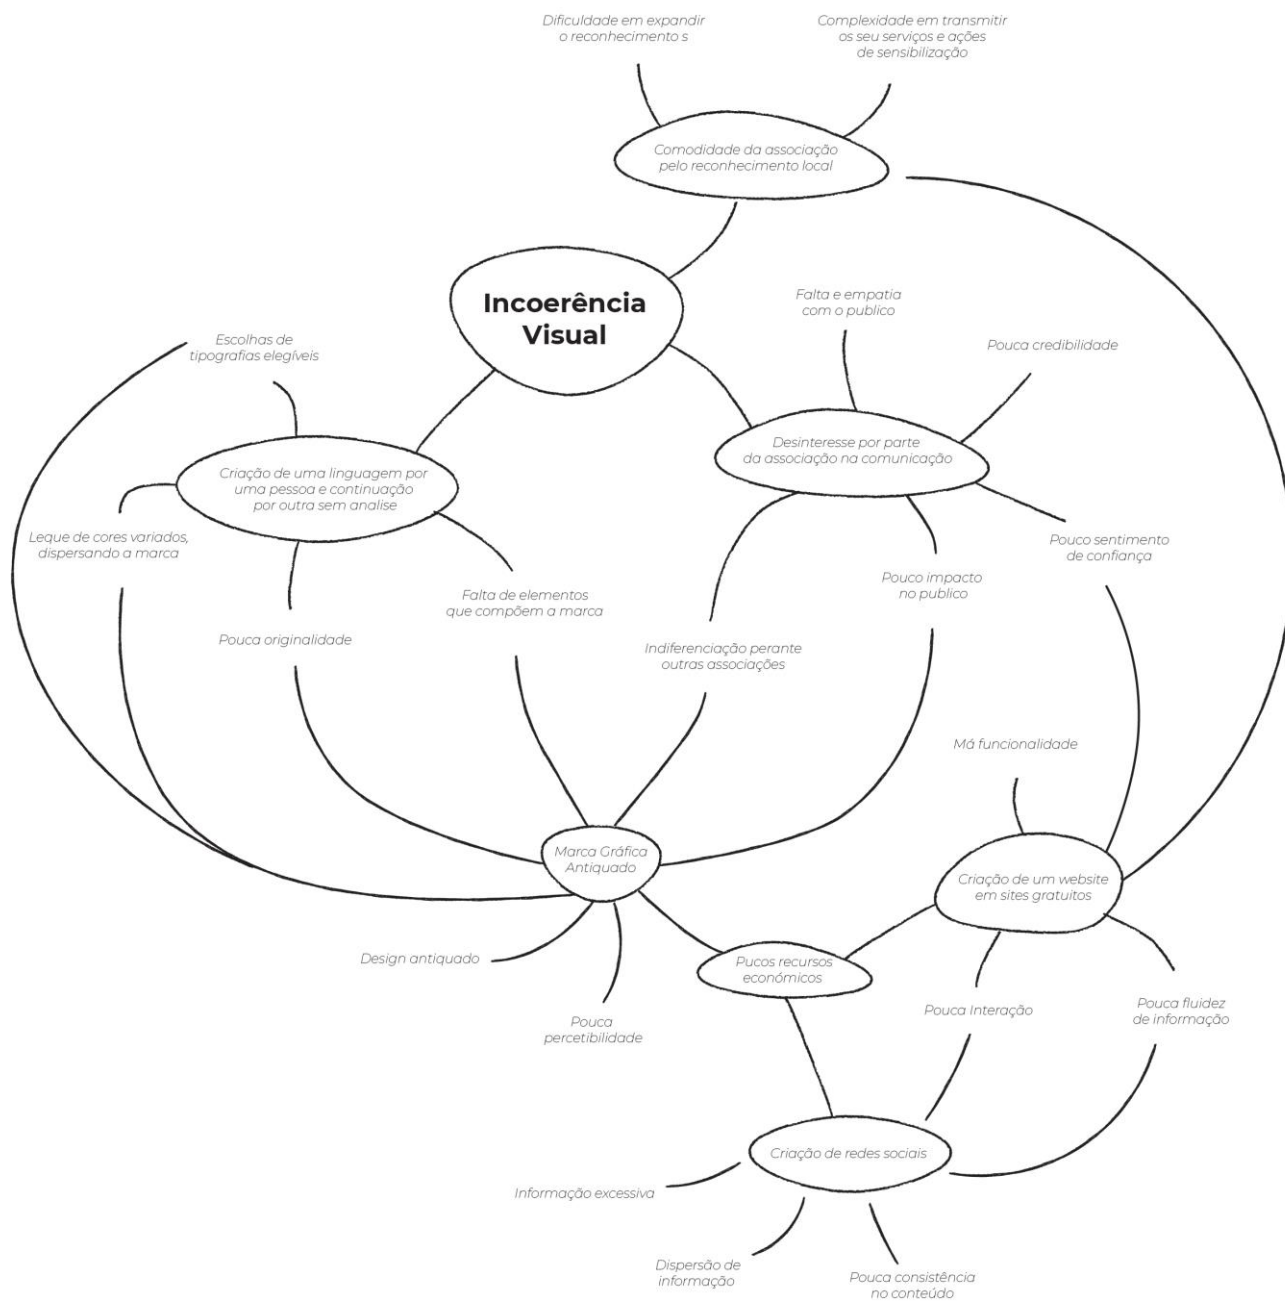 Dificuldade em expandir
o reconhecimento s
Complexidade em transmitir
os seu serviços e ações
de sensibilização
Comodidade da associação
pelo reconhecimento local
Incoerência
Visual
Falta e empatia
com o publico
Pouca credibilidade
Escolhas de
tipografias elegíveis
Desinteresse por parte
da associação na comunicação
Criação de uma linguagem por
uma pessoa e continuação
por outra sem analise
Leque de cores variados,
dispersando a marca
Pouco sentimento
de confiança
Pouco impacto
no publico
Falta de elementos
que compõem a marca
Pouca originalidade
Indiferenciação perante
outras associações
Má funcionalidade
Marca Gráfica
Antiquado
Criação de um website
em sites gratuitos
Design antiquado
Pucos recursos
económicos
Pouca
percetibilidade
Pouca Interação
Pouca fluidez
de informação
Criação de redes sociais
Informação excessiva
Dispersão de
informação
Pouca consistência
no conteúdo